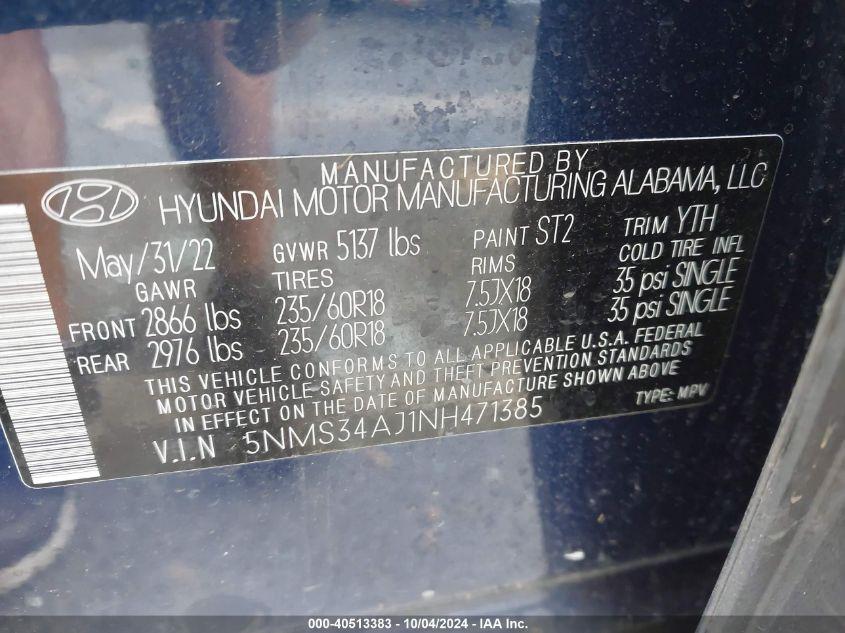 MANUFACTURED BY
HYUNDAI MOTOR MANUFACTURING ALABAMA, LLC
May/31/22 GVWR 5137 lbs PAINT ST2 TRIM YTH
GAWR TIRES RIMS COLD TIRE INFL
FRONT 2866 lbs 235/60R18 7.5JX18 35 psi SINGLE
REAR 2976 lbs 235/60R18 7.5JX18 35 psi SINGLE
THIS VEHICLE CONFORMS TO ALL APPLICABLE U.S.A. FEDERAL
MOTOR VEHICLE SAFETY AND THEFT PREVENTION STANDARDS
IN EFFECT ON THE DATE OF MANUFACTURE SHOWN ABOVE
V.I.N 5NMS34AJ1NH471385 TYPE: MPV
000-40513383 - 10/04/2024 - IAA Inc.